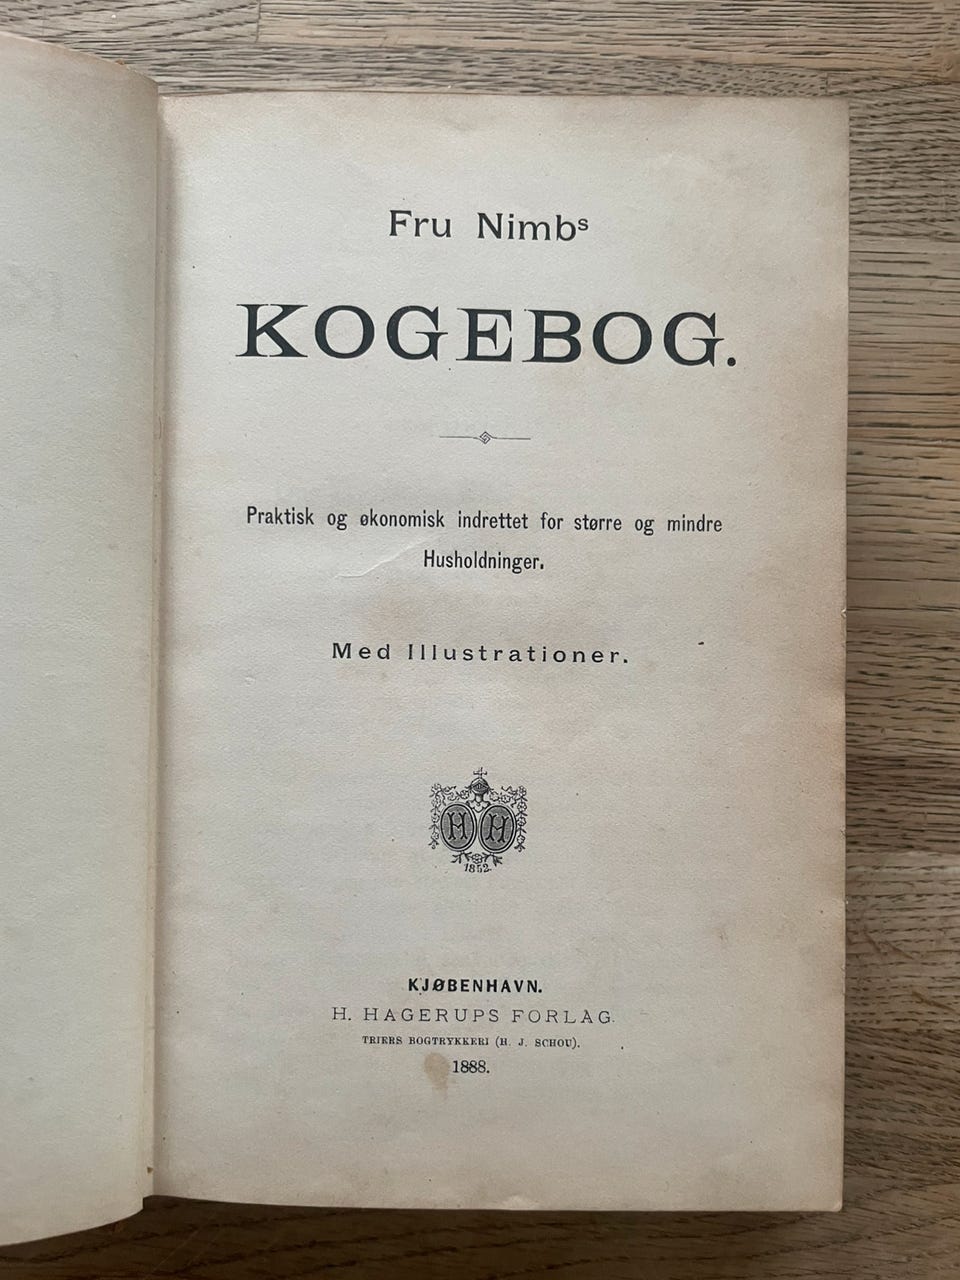 Fru Nimbs
KOGEBOG.
Praktisk og økonomisk indrettet for større og mindre
Husholdninger.
Med Illustrationer.
H H
1852.
KJØBENHAVN.
H. HAGERUPS FORLAG.
TRIERS BOGTRYKKERI (H. J. SCHOU).
1888.